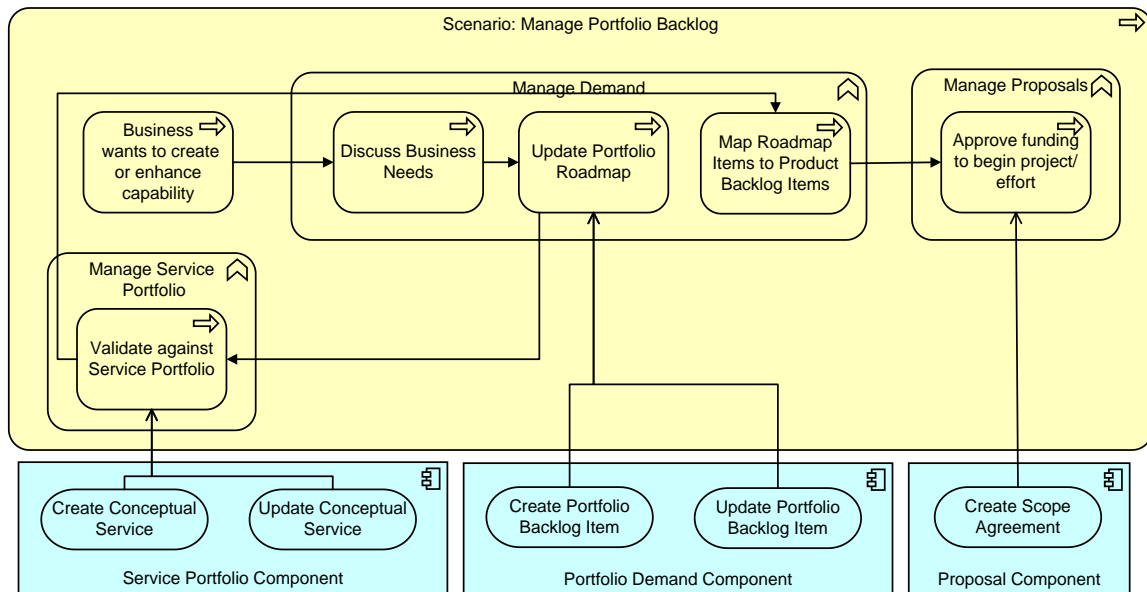 Scenario: Manage Portfolio Backlog
Manage Demand
Manage Proposals
Business
wants to create
or enhance
capability
Discuss Business
Needs
Update Portfolio
Roadmap
Map Roadmap
Items to Product
Backlog Items
Approve funding
to begin project/
effort
Manage Service
Portfolio
Validate against
Service Portfolio
Create Conceptual
Service
Update Conceptual
Service
Service Portfolio Component
Create Portfolio
Backlog Item
Update Portfolio
Backlog Item
Portfolio Demand Component
Create Scope
Agreement
Proposal Component